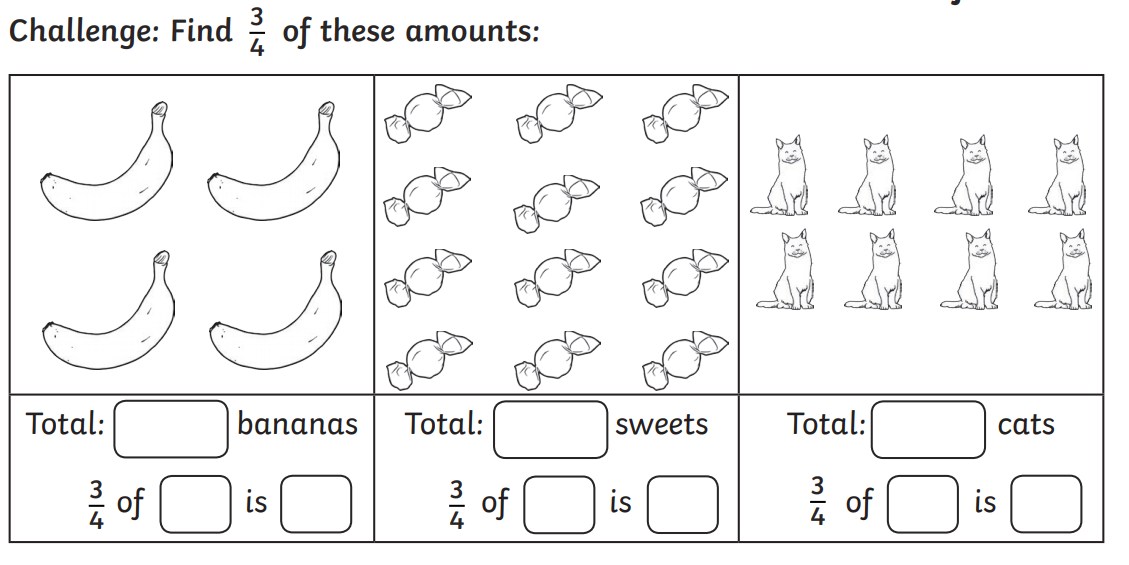 Challenge: Find 3/4 of these amounts:
Total: bananas
3/4 of is
Total: sweets
3/4 of is
Total: cats
3/4 of is